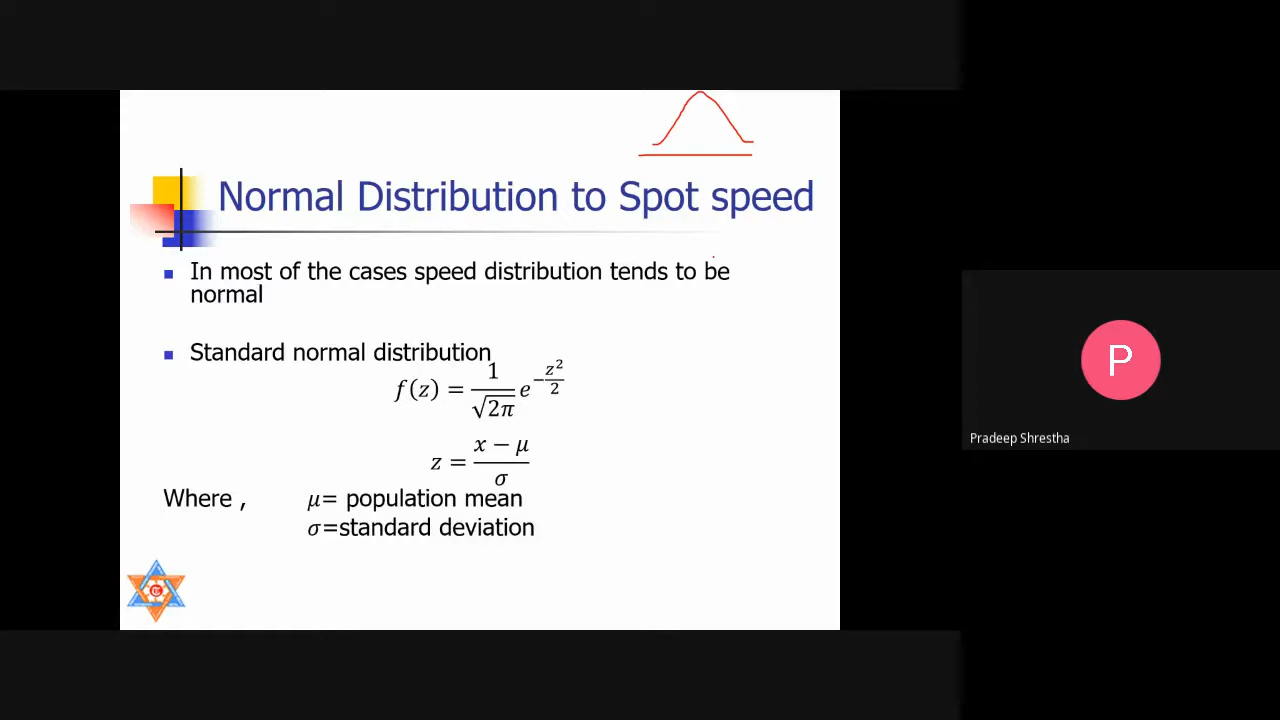 Normal Distribution to Spot speed
In most of the cases speed distribution tends to be
normal
Standard normal distribution
f(z) = 1/√2π e^(-z²/2)
z = (x − μ)/σ
Where , μ= population mean
σ=standard deviation
P
Pradeep Shrestha